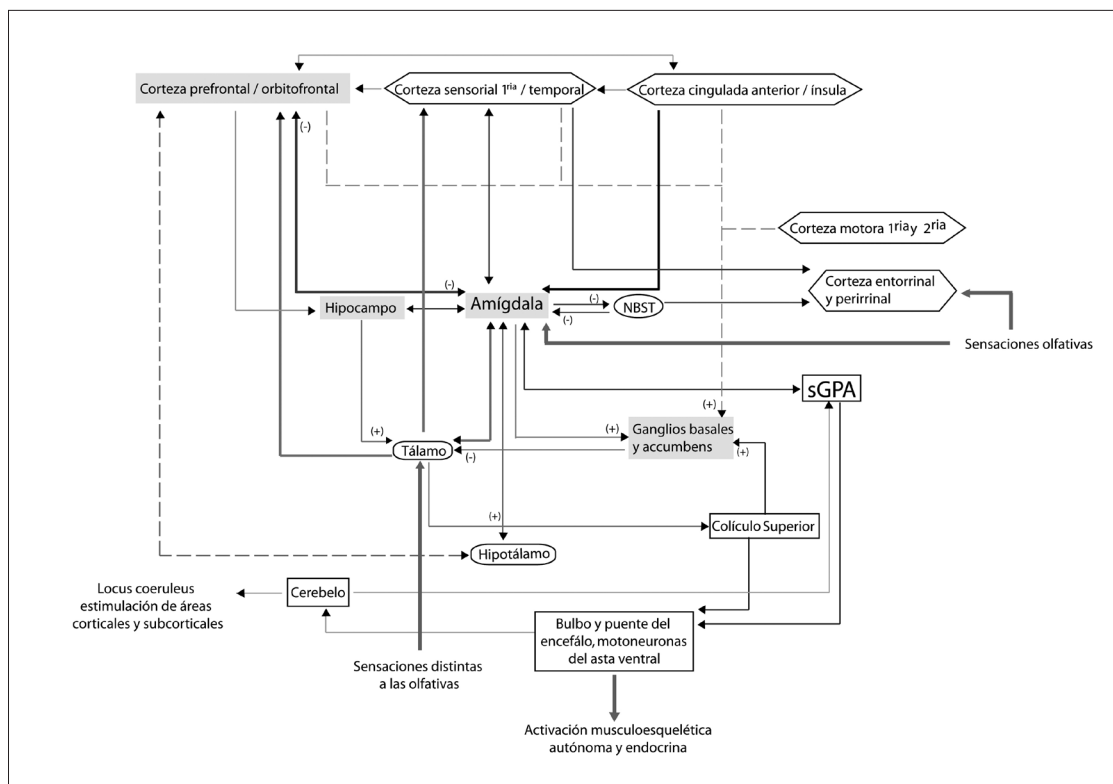 Corteza prefrontal / orbitofrontal
Corteza sensorial 1ria / temporal
Corteza cingulada anterior / ínsula
(-)
Corteza motora 1ria y 2ria
Corteza entorrinal
y perirrinal
(-)
Hipocampo
Amígdala
(-)
(-)
NBST
Sensaciones olfativas
sGPA
(+)
(+)
Tálamo
(-)
(+)
Ganglios basales
y accumbens
(+)
(+)
Colículo Superior
Hipotálamo
Locus coeruleus
estimulación de áreas
corticales y subcorticales
Cerebelo
Bulbo y puente del
encefálo, motoneuronas
del asta ventral
Sensaciones distintas
a las olfativas
Activación musculoesquelética
autónoma y endocrina